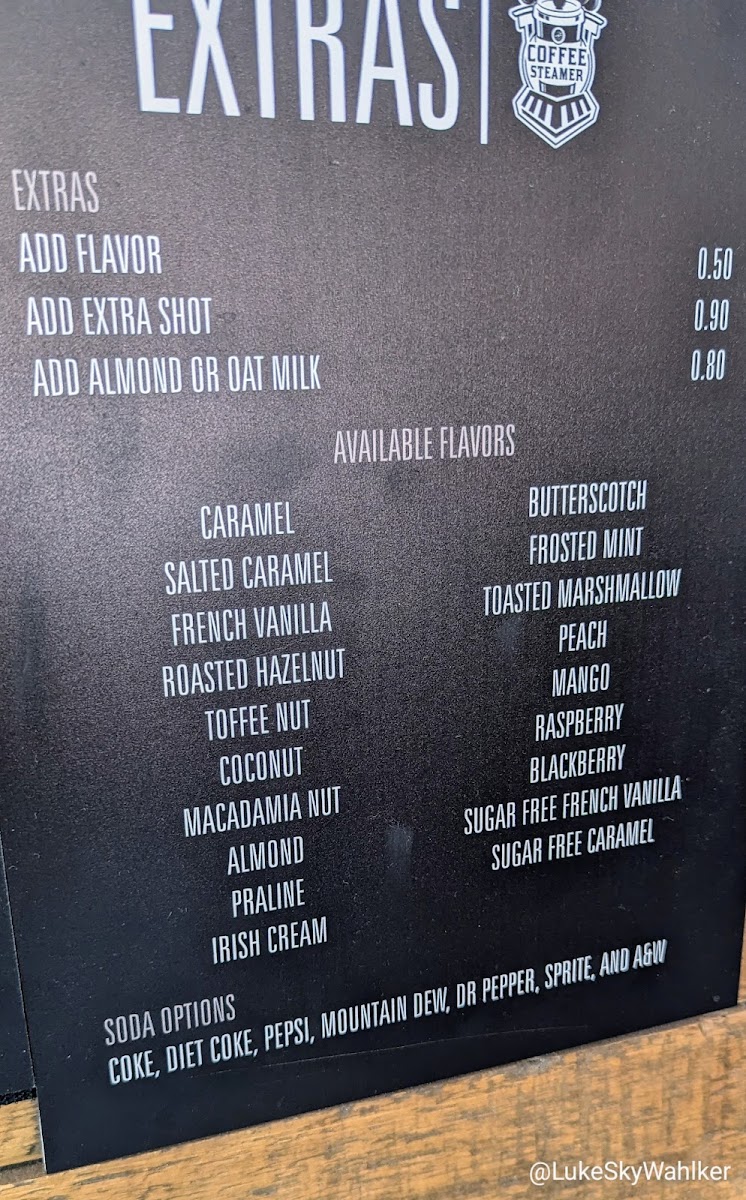 EXTRAS
COFFEE
STEAMER
EXTRAS
ADD FLAVOR 0.50
ADD EXTRA SHOT 0.90
ADD ALMOND OR OAT MILK 0.80
AVAILABLE FLAVORS
CARAMEL
SALTED CARAMEL
FRENCH VANILLA
ROASTED HAZELNUT
TOFFEE NUT
COCONUT
MACADAMIA NUT
ALMOND
PRALINE
IRISH CREAM
BUTTERSCOTCH
FROSTED MINT
TOASTED MARSHMALLOW
PEACH
MANGO
RASPBERRY
BLACKBERRY
SUGAR FREE FRENCH VANILLA
SUGAR FREE CARAMEL
SODA OPTIONS
COKE, DIET COKE, PEPSI, MOUNTAIN DEW, DR PEPPER, SPRITE, AND A&W
@LukeSkyWahlker